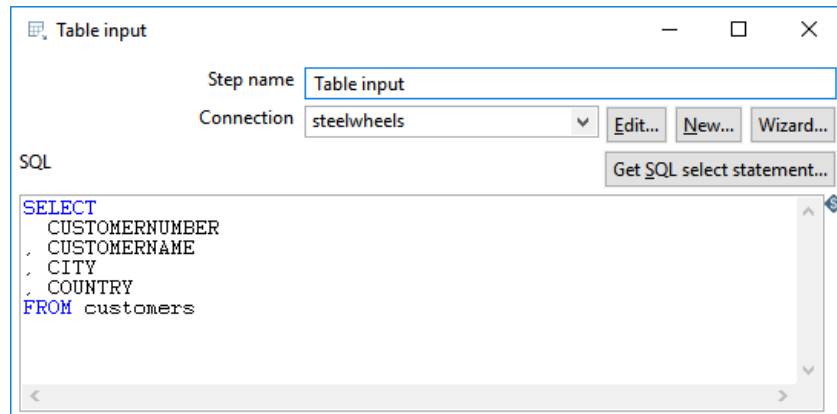 Table input
Step name Table input
Connection steelwheels Edit... New... Wizard...
SQL Get SQL select statement...
SELECT
CUSTOMERNUMBER
, CUSTOMERNAME
, CITY
, COUNTRY
FROM customers